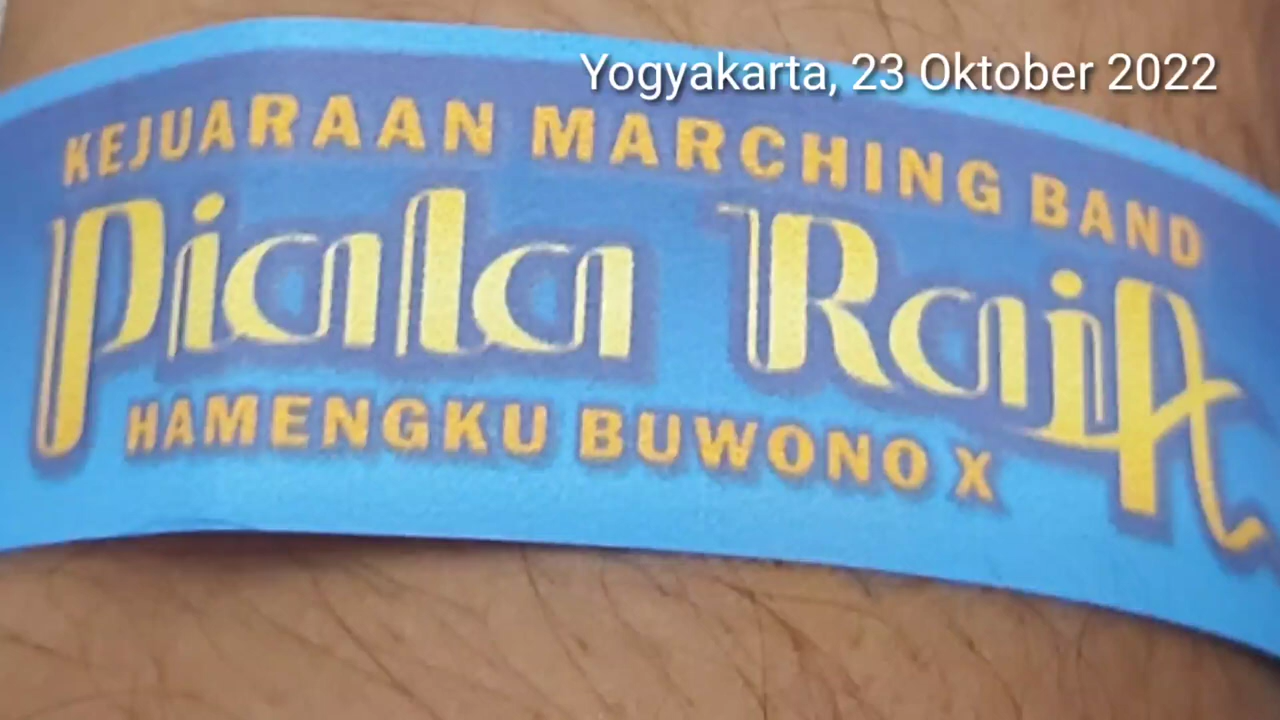 Yogyakarta, 23 Oktober 2022
KEJUARAAN MARCHING BAND
Piala Raja
HAMENGKU BUWONO X